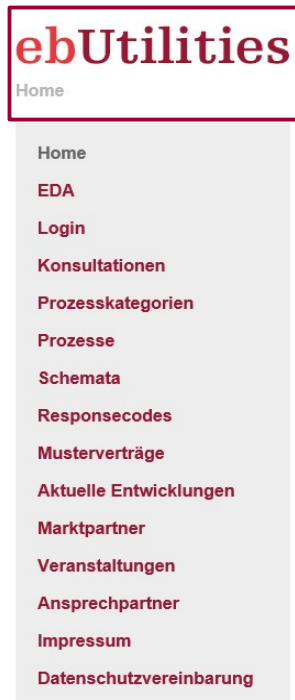 ebUtilities
Home
Home
EDA
Login
Konsultationen
Prozesskategorien
Prozesse
Schemata
Responsecodes
Musterverträge
Aktuelle Entwicklungen
Marktpartner
Veranstaltungen
Ansprechpartner
Impressum
Datenschutzvereinbarung